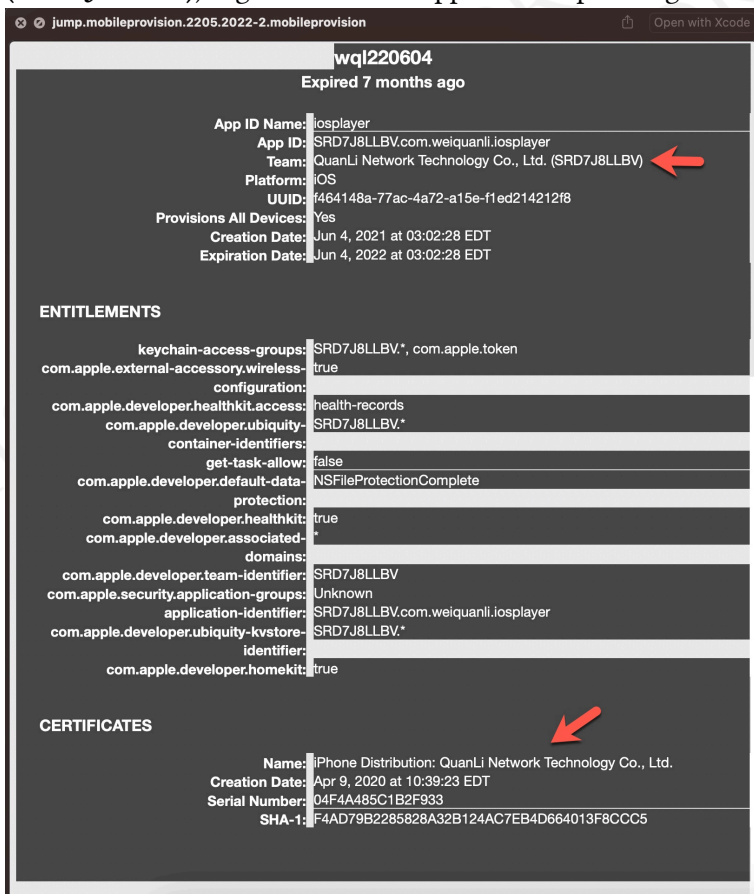 jump.mobileprovision.2205.2022-2.mobileprovision
Open with Xcode
wql220604
Expired 7 months ago
App ID Name: iosplayer
App ID: SRD7J8LLBV.com.weiquanli.iosplayer
Team: QuanLi Network Technology Co., Ltd. (SRD7J8LLBV)
Platform: iOS
UUID: f464148a-77ac-4a72-a15e-f1ed214212f8
Provisions All Devices: Yes
Creation Date: Jun 4, 2021 at 03:02:28 EDT
Expiration Date: Jun 4, 2022 at 03:02:28 EDT
ENTITLEMENTS
keychain-access-groups: SRD7J8LLBV.*, com.apple.token
com.apple.external-accessory.wireless- true
configuration:
com.apple.developer.healthkit.access: health-records
com.apple.developer.ubiquity- SRD7J8LLBV.*
container-identifiers:
get-task-allow: false
com.apple.developer.default-data- NSFileProtectionComplete
protection:
com.apple.developer.healthkit: true
com.apple.developer.associated- *
domains:
com.apple.developer.team-identifier: SRD7J8LLBV
com.apple.security.application-groups: Unknown
application-identifier: SRD7J8LLBV.com.weiquanli.iosplayer
com.apple.developer.ubiquity-kvstore- SRD7J8LLBV.*
identifier:
com.apple.developer.homekit: true
CERTIFICATES
Name: iPhone Distribution: QuanLi Network Technology Co., Ltd.
Creation Date: Apr 9, 2020 at 10:39:23 EDT
Serial Number: 04F4A485C1B2F933
SHA-1: F4AD79B2285828A32B124AC7EB4D664013F8CCC5